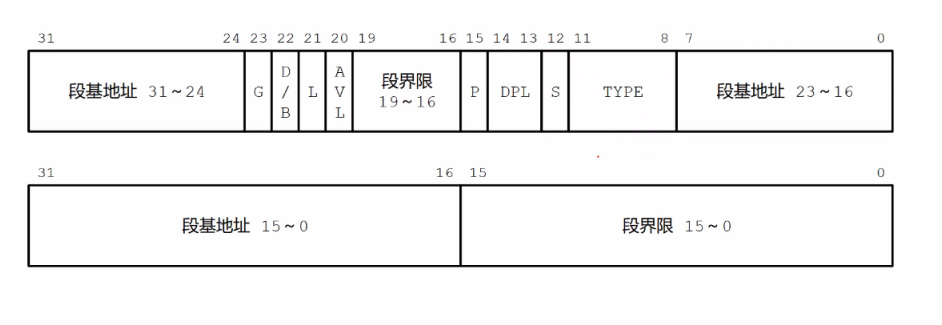 31 24 23 22 21 20 19 16 15 14 13 12 11 8 7 0
段基地址 31~24 G D/B L AVL 段界限 19~16 P DPL S TYPE 段基地址 23~16
31 16 15 0
段基地址 15~0 段界限 15~0